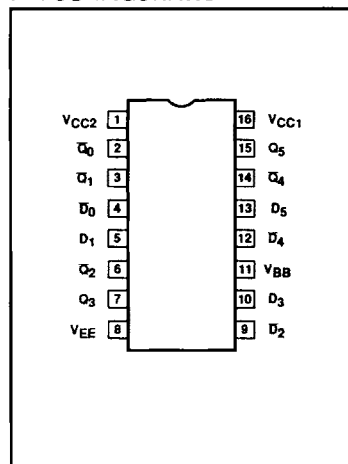 VCC2 1 16 VCC1
Q̅0 2 15 Q5
Q̅1 3 14 Q̅4
D̅0 4 13 D5
D1 5 12 D̅4
Q̅2 6 11 VBB
Q3 7 10 D3
VEE 8 9 D̅2